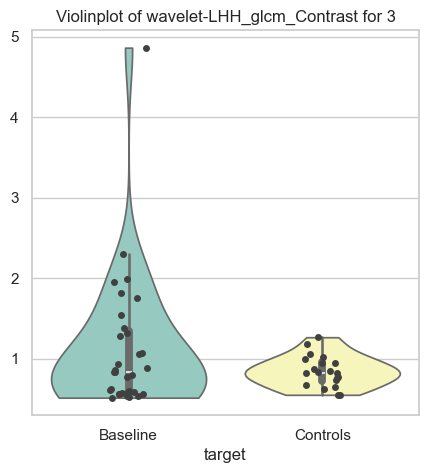 Violinplot of wavelet-LHH_glcm_Contrast for 3
5
4
3
2
1
Baseline
Controls
target